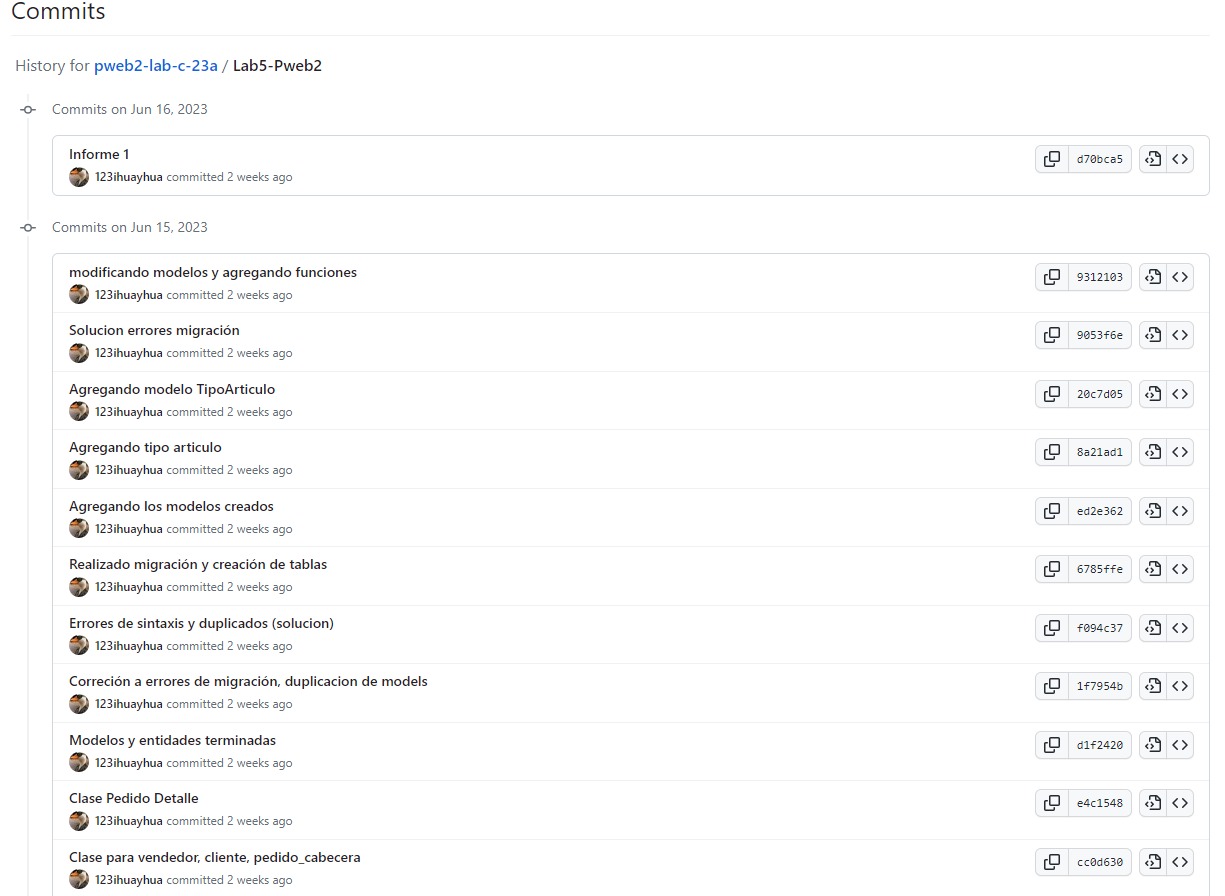 Commits
History for pweb2-lab-c-23a / Lab5-Pweb2
Commits on Jun 16, 2023
Informe 1
d70bca5
123ihuayhua committed 2 weeks ago
Commits on Jun 15, 2023
modificando modelos y agregando funciones
9312103
123ihuayhua committed 2 weeks ago
Solucion errores migración
9053f6e
123ihuayhua committed 2 weeks ago
Agregando modelo TipoArticulo
20c7d05
123ihuayhua committed 2 weeks ago
Agregando tipo articulo
8a21ad1
123ihuayhua committed 2 weeks ago
Agregando los modelos creados
ed2e362
123ihuayhua committed 2 weeks ago
Realizado migración y creación de tablas
6785ffe
123ihuayhua committed 2 weeks ago
Errores de sintaxis y duplicados (solucion)
f094c37
123ihuayhua committed 2 weeks ago
Correción a errores de migración, duplicacion de models
1f7954b
123ihuayhua committed 2 weeks ago
Modelos y entidades terminadas
d1f2420
123ihuayhua committed 2 weeks ago
Clase Pedido Detalle
e4c1548
123ihuayhua committed 2 weeks ago
Clase para vendedor, cliente, pedido_cabecera
cc0d630
123ihuayhua committed 2 weeks ago